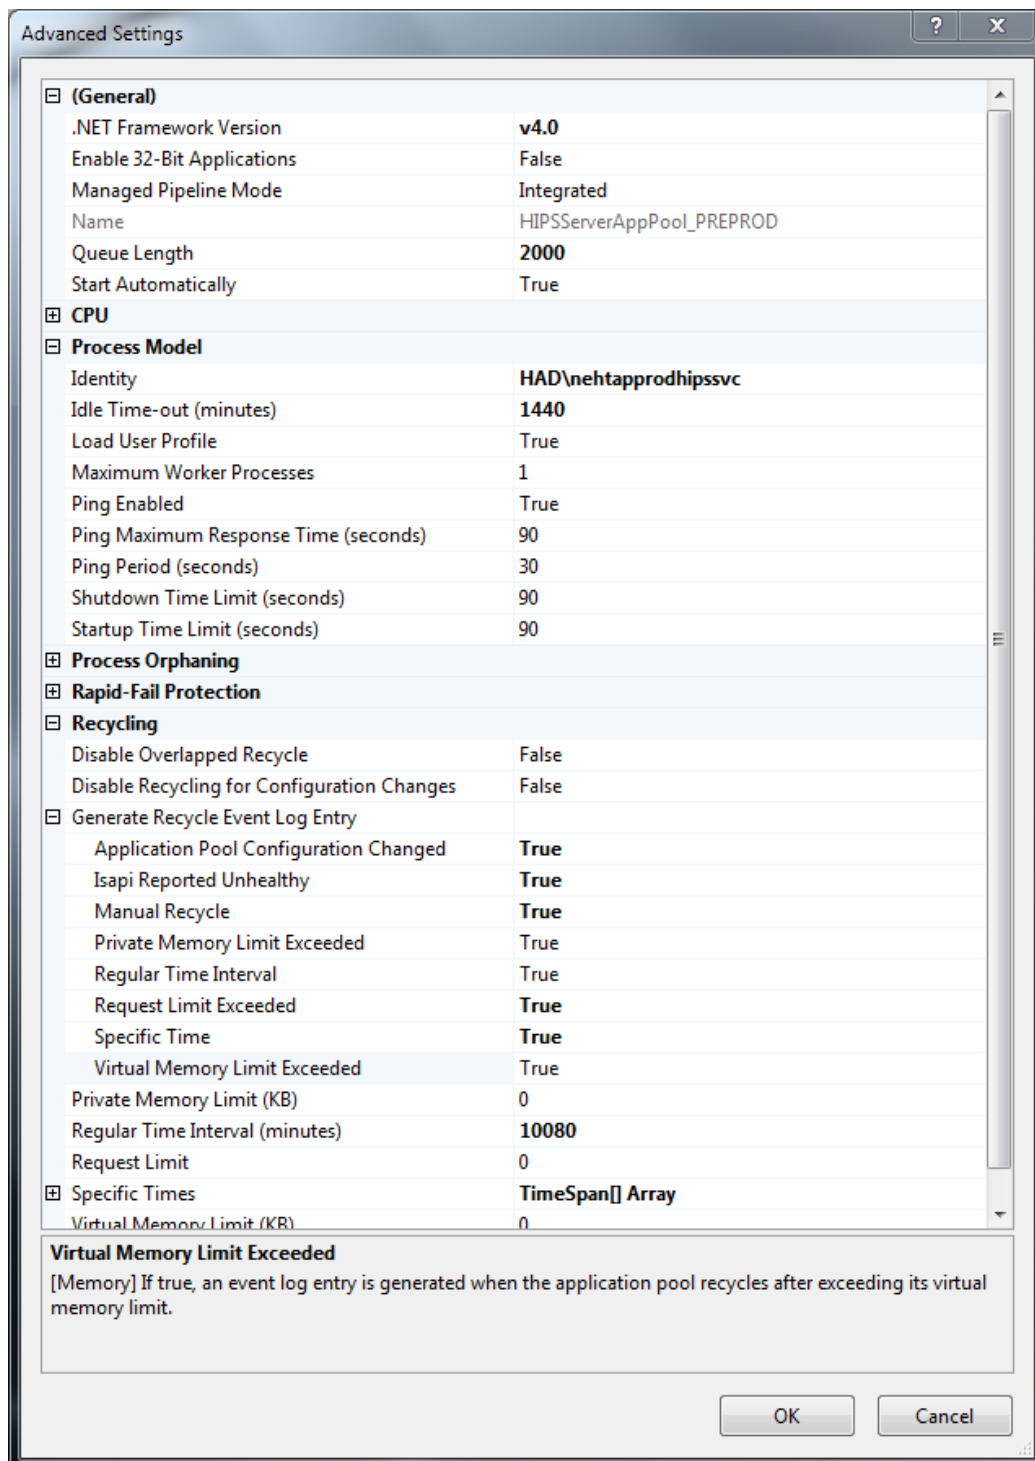 Advanced Settings
(General)
.NET Framework Version v4.0
Enable 32-Bit Applications False
Managed Pipeline Mode Integrated
Name HIPSServerAppPool_PREPROD
Queue Length 2000
Start Automatically True
CPU
Process Model
Identity HAD\nehtapprodhipssvc
Idle Time-out (minutes) 1440
Load User Profile True
Maximum Worker Processes 1
Ping Enabled True
Ping Maximum Response Time (seconds) 90
Ping Period (seconds) 30
Shutdown Time Limit (seconds) 90
Startup Time Limit (seconds) 90
Process Orphaning
Rapid-Fail Protection
Recycling
Disable Overlapped Recycle False
Disable Recycling for Configuration Changes False
Generate Recycle Event Log Entry
Application Pool Configuration Changed True
Isapi Reported Unhealthy True
Manual Recycle True
Private Memory Limit Exceeded True
Regular Time Interval True
Request Limit Exceeded True
Specific Time True
Virtual Memory Limit Exceeded True
Private Memory Limit (KB) 0
Regular Time Interval (minutes) 10080
Request Limit 0
Specific Times TimeSpan[] Array
Virtual Memory Limit (KB) 0
Virtual Memory Limit Exceeded
[Memory] If true, an event log entry is generated when the application pool recycles after exceeding its virtual
memory limit.
OK Cancel